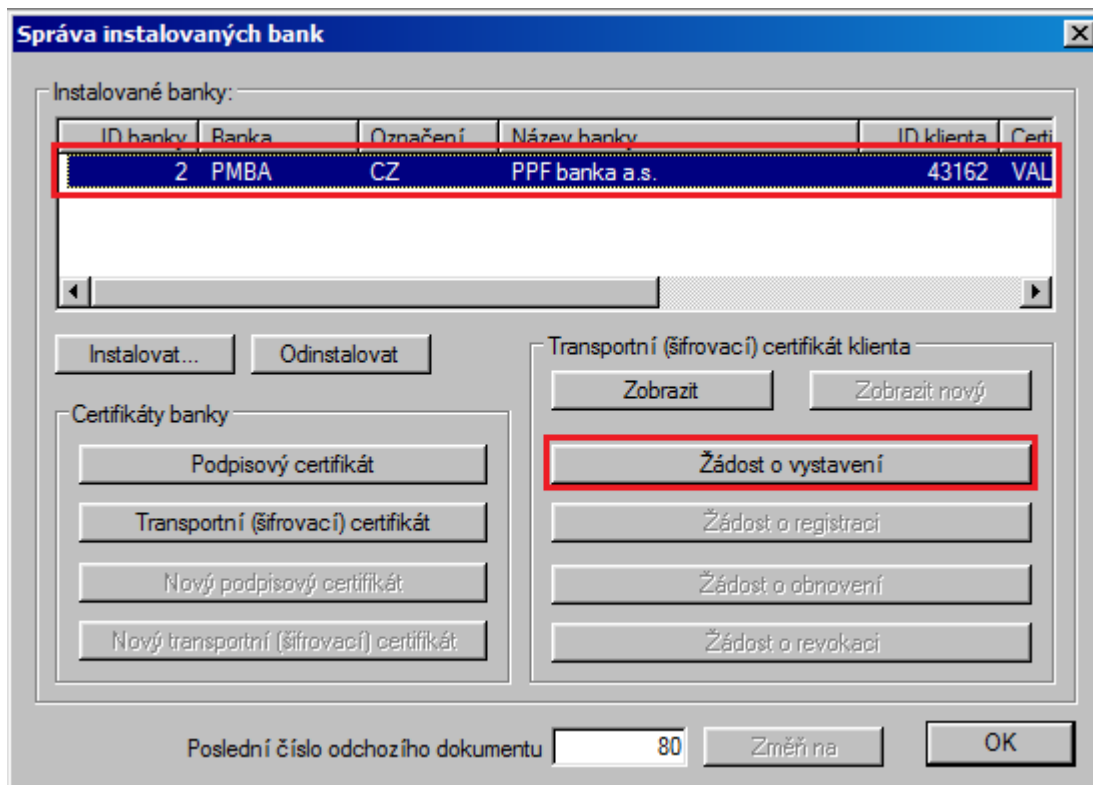 Správa instalovaných bank
Instalované banky:
ID banky Banka Označení Název banky ID klienta Certi
2 PMBA CZ PPF banka a.s. 43162 VAL
Instalovat... Odinstalovat
Transportní (šifrovací) certifikát klienta
Zobrazit Zobrazit nový
Certifikáty banky
Podpisový certifikát
Žádost o vystavení
Transportní (šifrovací) certifikát
Žádost o registraci
Nový podpisový certifikát
Žádost o obnovení
Nový transportní (šifrovací) certifikát
Žádost o revokaci
Poslední číslo odchozího dokumentu 80 Změň na OK